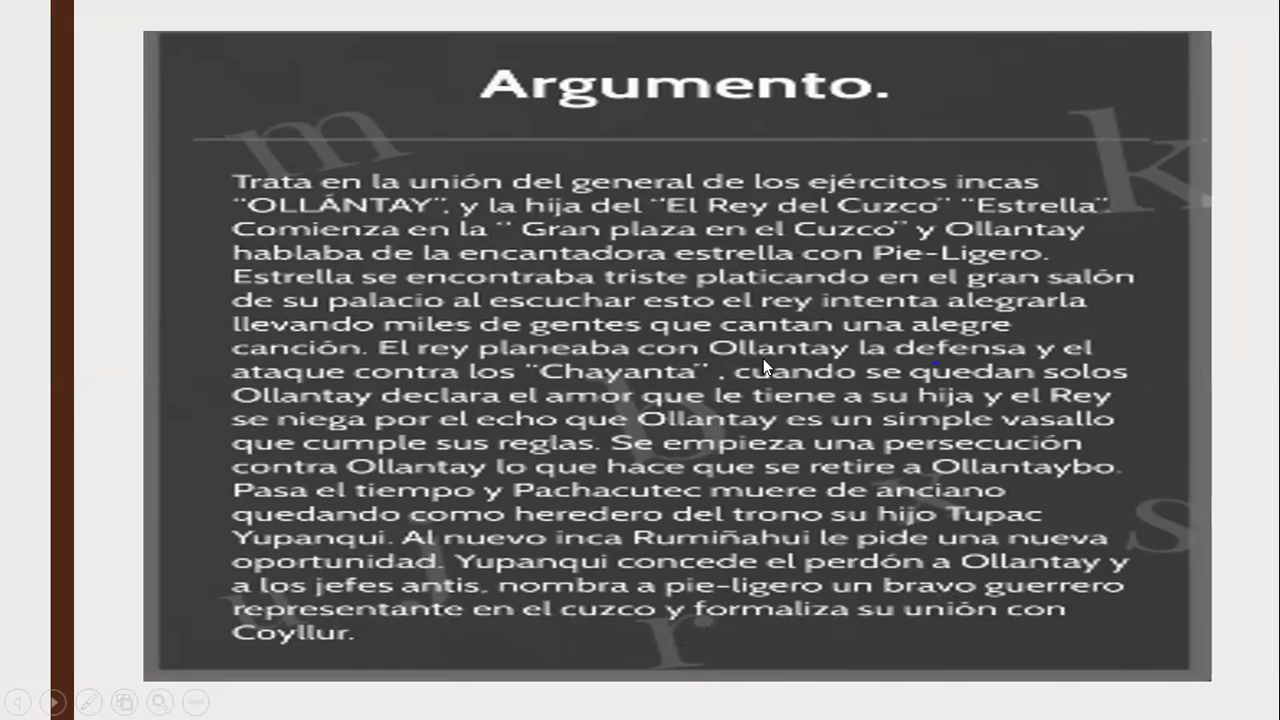 Argumento.
Trata en la unión del general de los ejércitos incas
¨OLLÁNTAY¨, y la hija del ¨El Rey del Cuzco¨ ¨Estrella¨.
Comienza en la ¨ Gran plaza en el Cuzco¨ y Ollantay
hablaba de la encantadora estrella con Pie-Ligero.
Estrella se encontraba triste platicando en el gran salón
de su palacio al escuchar esto el rey intenta alegrarla
llevando miles de gentes que cantan una alegre
canción. El rey planeaba con Ollantay la defensa y el
ataque contra los ¨Chayanta¨ , cuando se quedan solos
Ollantay declara el amor que le tiene a su hija y el Rey
se niega por el echo que Ollantay es un simple vasallo
que cumple sus reglas. Se empieza una persecución
contra Ollantay lo que hace que se retire a Ollantaybo.
Pasa el tiempo y Pachacutec muere de anciano
quedando como heredero del trono su hijo Tupac
Yupanqui. Al nuevo inca Rumiñahui le pide una nueva
oportunidad. Yupanqui concede el perdón a Ollantay y
a los jefes antis, nombra a pie-ligero un bravo guerrero
representante en el cuzco y formaliza su unión con
Coyllur.